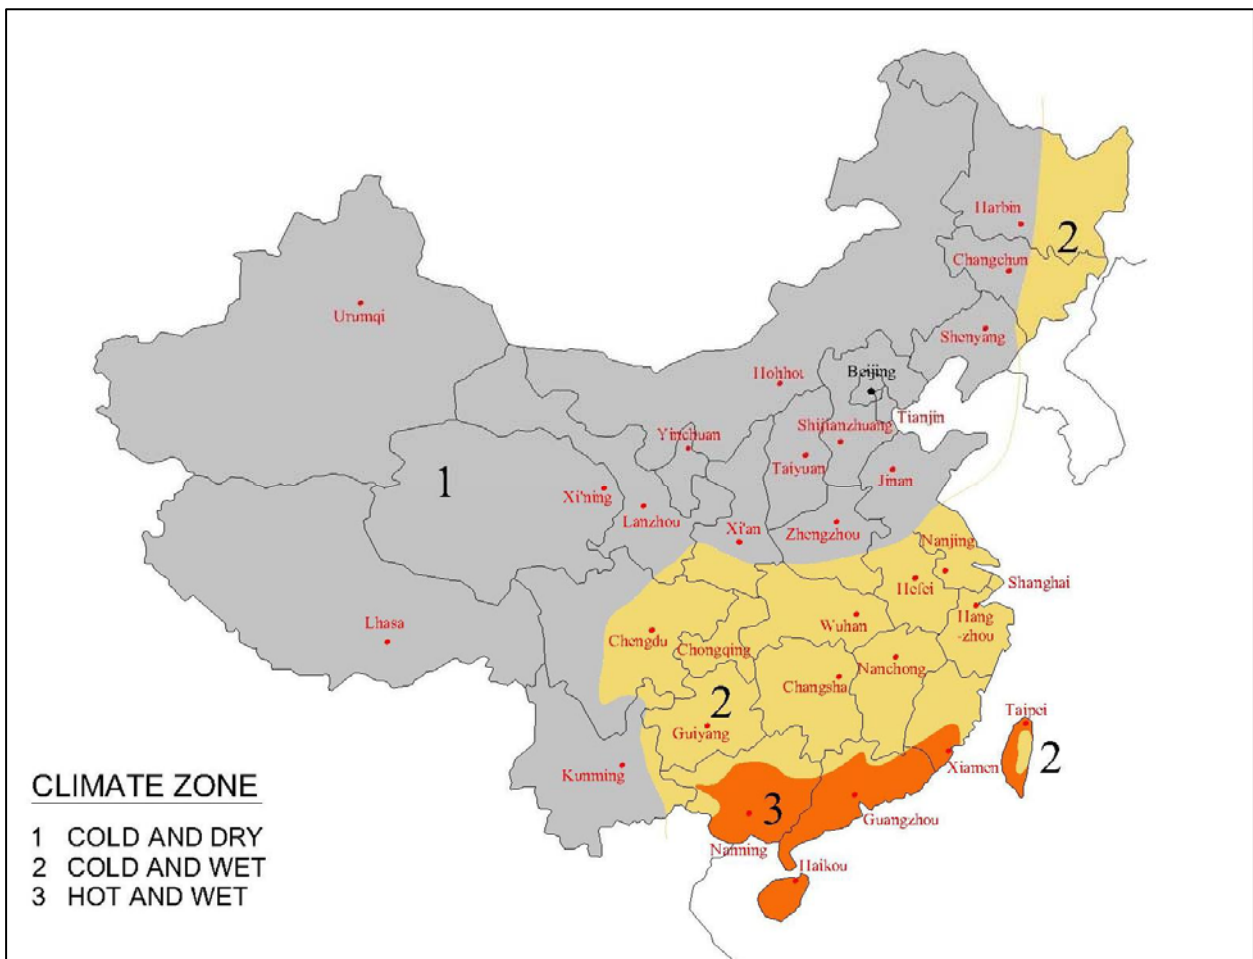 Harbin
2
Changchun
Urumqi
Shenyang
Hohhot
Beijing
Tianjin
Shijianzhuang
Yinchuan
Taiyuan
Jinan
1
Xi'ning
Lanzhou
Xi'an
Zhengzhou
Nanjing
Hefei
Shanghai
Hang
-zhou
Lhasa
Chengdu
Wuhan
Chongqing
Nanchong
Changsha
2
Guiyang
Taipei
2
Kunming
Xiamen
3
Guangzhou
Nanning
Haikou
CLIMATE ZONE
1 COLD AND DRY
2 COLD AND WET
3 HOT AND WET